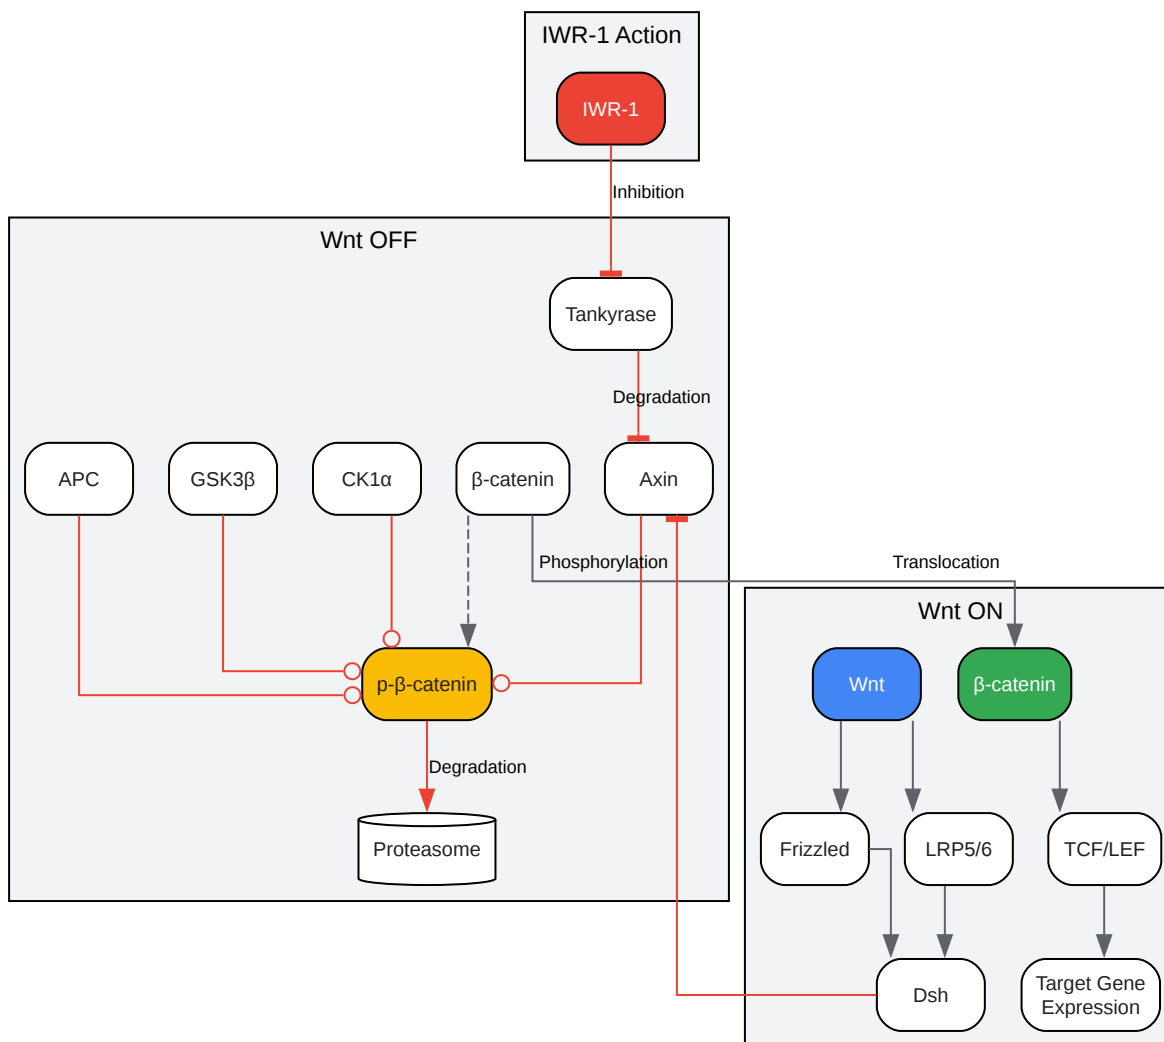 IWR-1 Action
IWR-1
Inhibition
Wnt OFF
Tankyrase
Degradation
APC
GSK3β
CK1α
β-catenin
Axin
Phosphorylation
Translocation
Wnt ON
p-β-catenin
Wnt
β-catenin
Degradation
Proteasome
Frizzled
LRP5/6
TCF/LEF
Dsh
Target Gene
Expression